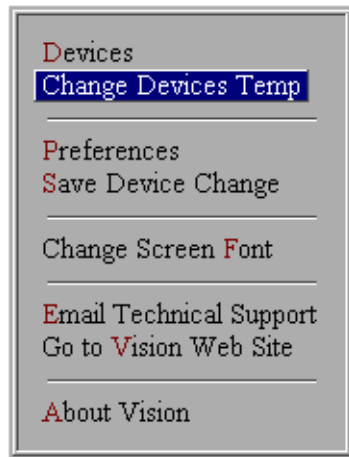 Devices
Change Devices Temp
Preferences
Save Device Change
Change Screen Font
Email Technical Support
Go to Vision Web Site
About Vision